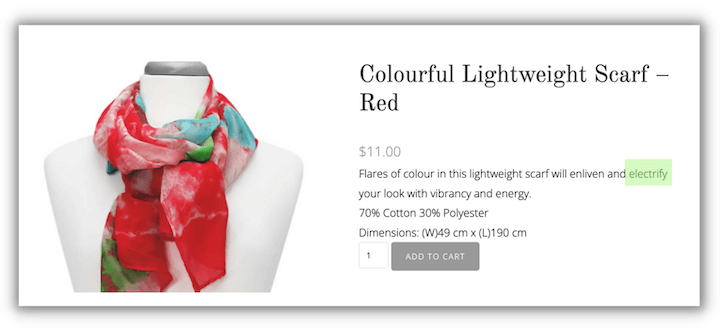 Colourful Lightweight Scarf –
Red
$11.00
Flares of colour in this lightweight scarf will enliven and electrify
your look with vibrancy and energy.
70% Cotton 30% Polyester
Dimensions: (W)49 cm x (L)190 cm
1
ADD TO CART